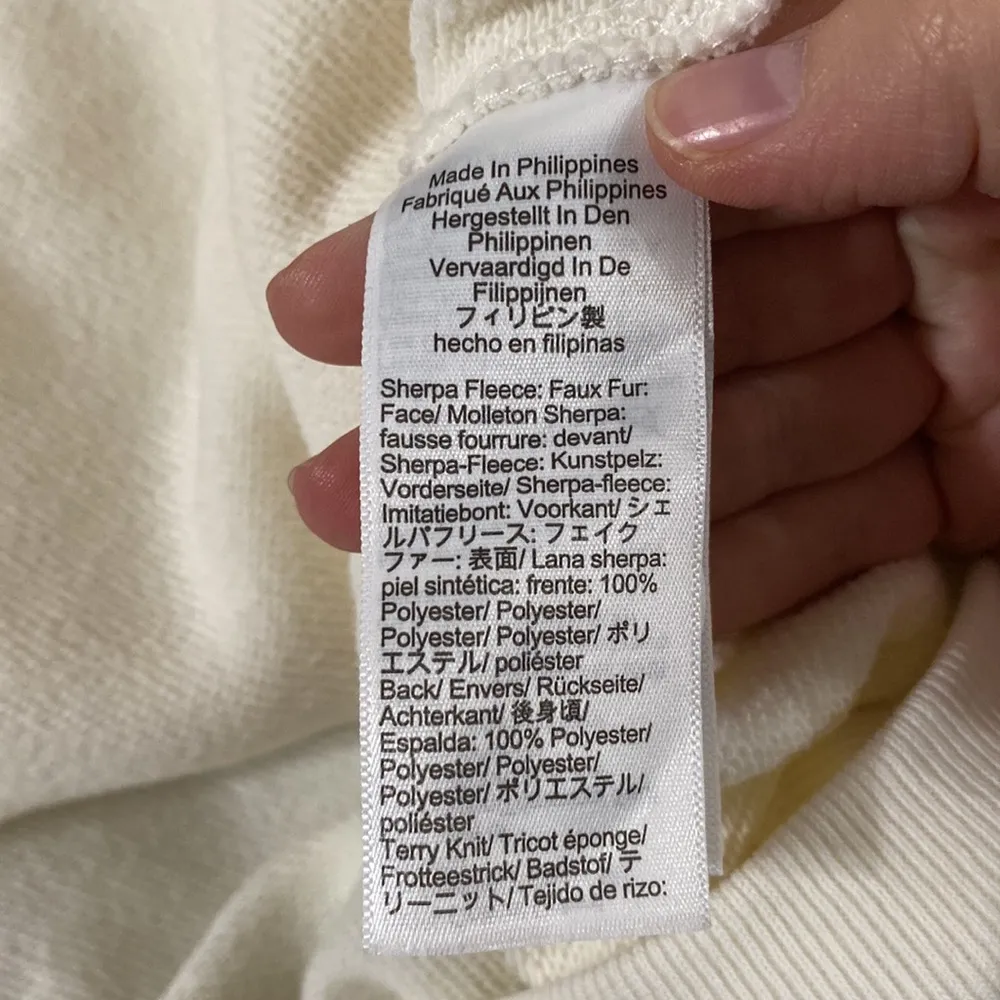 Made In Philippines
Fabriqué Aux Philippines
Hergestellt In Den
Philippinen
Vervaardigd In De
Filippijnen
フィリピン製
hecho en filipinas
Sherpa Fleece: Faux Fur:
Face/ Molleton Sherpa:
fausse fourrure: devant/
Sherpa-Fleece: Kunstpelz:
Vorderseite/ Sherpa-fleece:
Imitatiebont: Voorkant/ シェ
ルパフリース: フェイク
ファー: 表面/ Lana sherpa:
piel sintética: frente: 100%
Polyester/ Polyester/
Polyester/ Polyester/ ポリ
エステル/ poliéster
Back/ Envers/ Rückseite/
Achterkant/ 後身頃/
Espalda: 100% Polyester/
Polyester/ Polyester/
Polyester/ ポリエステル/
poliéster
Terry Knit/ Tricot éponge/
Frotteestrick/ Badstof/ テ
リーニット/ Tejido de rizo: